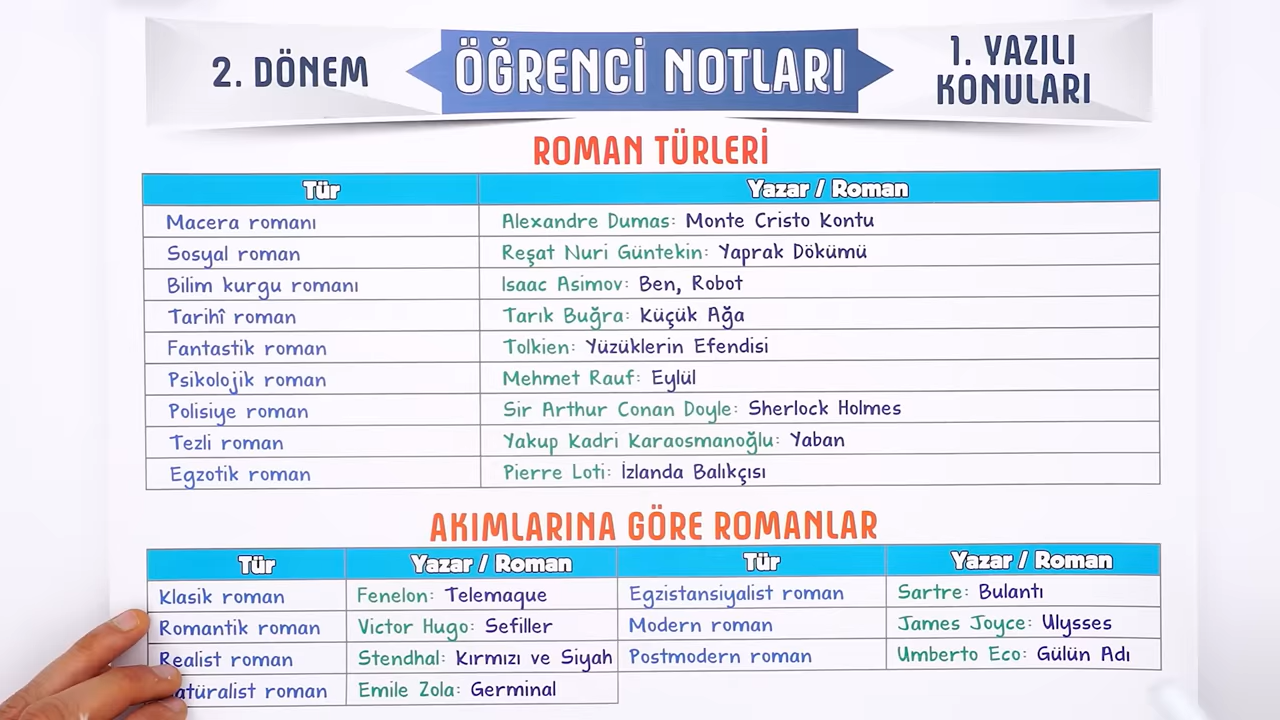 2. DÖNEM
ÖĞRENCİ NOTLARI
1. YAZILI
KONULARI
ROMAN TÜRLERİ
Tür Yazar / Roman
Macera romanı Alexandre Dumas: Monte Cristo Kontu
Sosyal roman Reşat Nuri Güntekin: Yaprak Dökümü
Bilim kurgu romanı Isaac Asimov: Ben, Robot
Tarihî roman Tarık Buğra: Küçük Ağa
Fantastik roman Tolkien: Yüzüklerin Efendisi
Psikolojik roman Mehmet Rauf: Eylül
Polisiye roman Sir Arthur Conan Doyle: Sherlock Holmes
Tezli roman Yakup Kadri Karaosmanoğlu: Yaban
Egzotik roman Pierre Loti: İzlanda Balıkçısı
AKIMLARINA GÖRE ROMANLAR
Tür Yazar / Roman Tür Yazar / Roman
Klasik roman Fenelon: Telemaque Egzistansiyalist roman Sartre: Bulantı
Romantik roman Victor Hugo: Sefiller Modern roman James Joyce: Ulysses
Realist roman Stendhal: Kırmızı ve Siyah Postmodern roman Umberto Eco: Gülün Adı
roman Emile Zola: Germinal